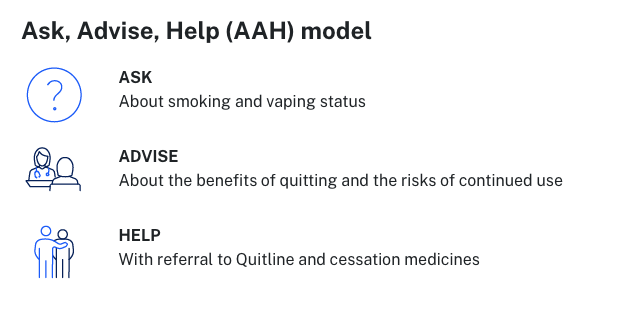 Ask, Advise, Help (AAH) model
?
ASK
About smoking and vaping status
ADVISE
About the benefits of quitting and the risks of continued use
HELP
With referral to Quitline and cessation medicines